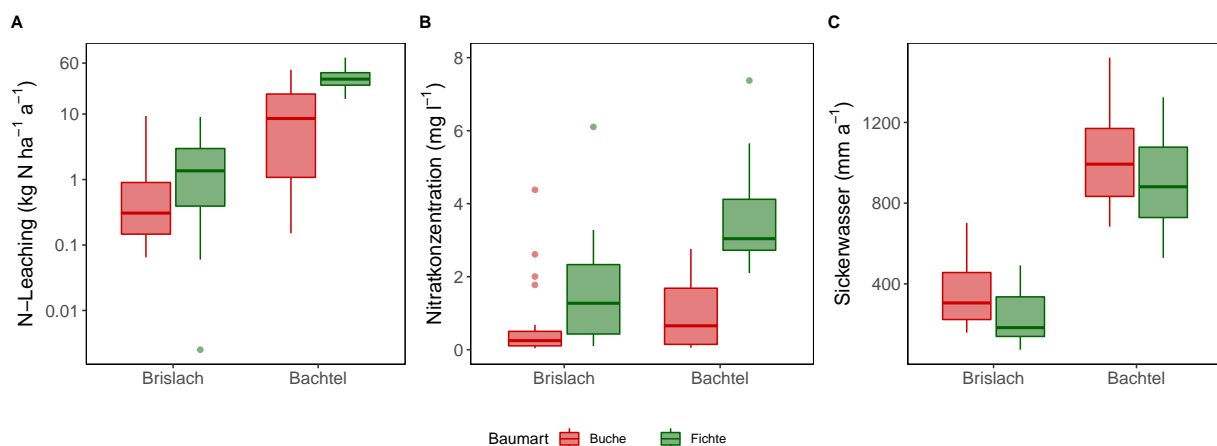 A
N−Leaching (kg N ha⁻¹ a⁻¹)
60
10
1
0.1
0.01
Brislach Bachtel
B
Nitratkonzentration (mg l⁻¹)
8
6
4
2
0
Brislach Bachtel
C
Sickerwasser (mm a⁻¹)
1200
800
400
Brislach Bachtel
Baumart Buche Fichte